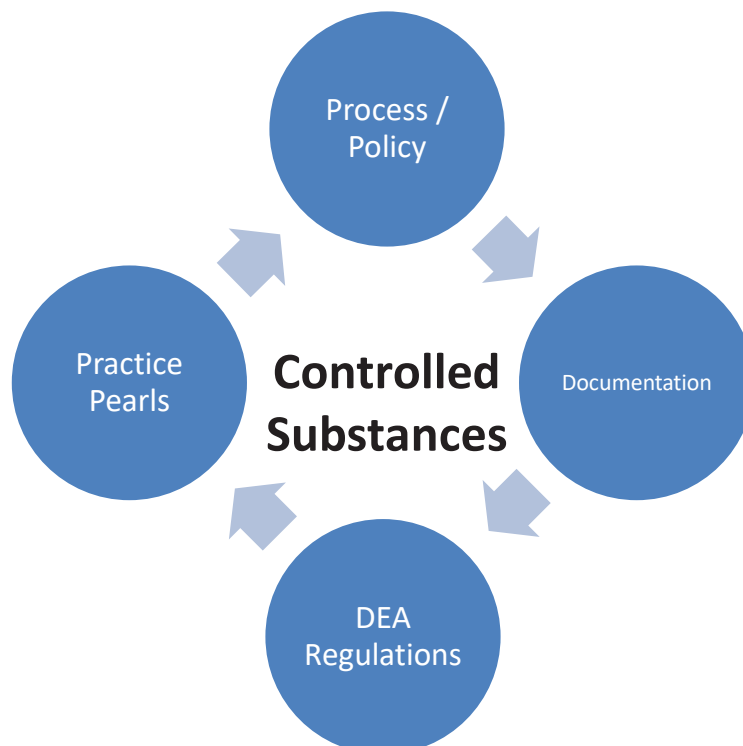 Process /
Policy
Practice
Pearls
Controlled
Substances
Documentation
DEA
Regulations